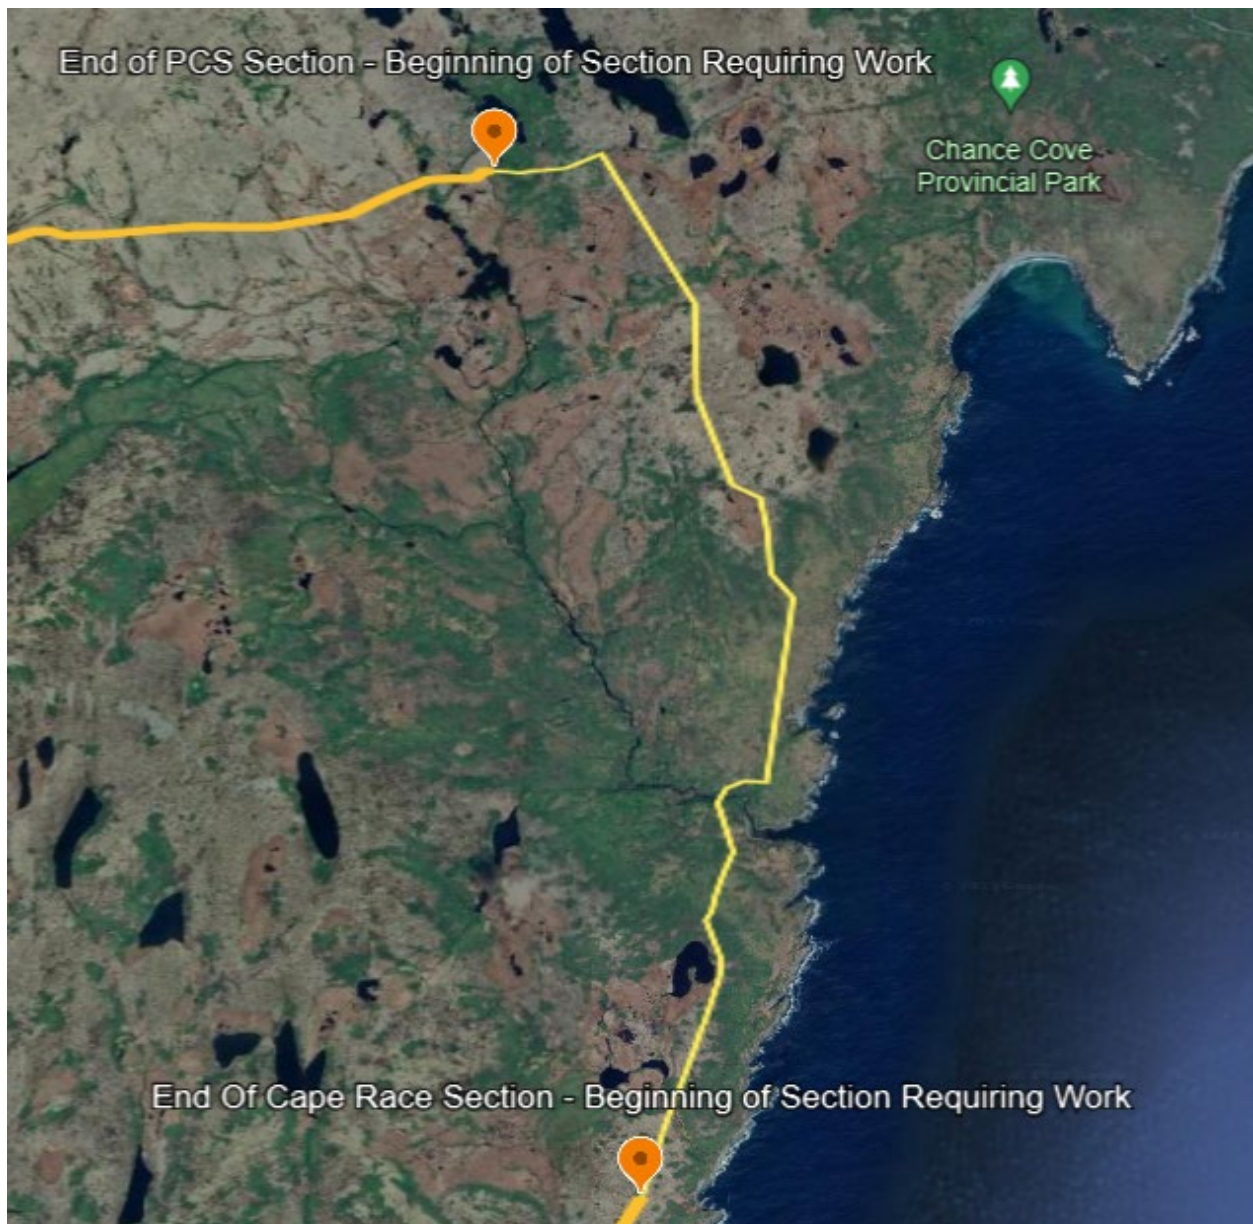 End of PCS Section - Beginning of Section Requiring Work
Chance Cove
Provincial Park
End Of Cape Race Section - Beginning of Section Requiring Work